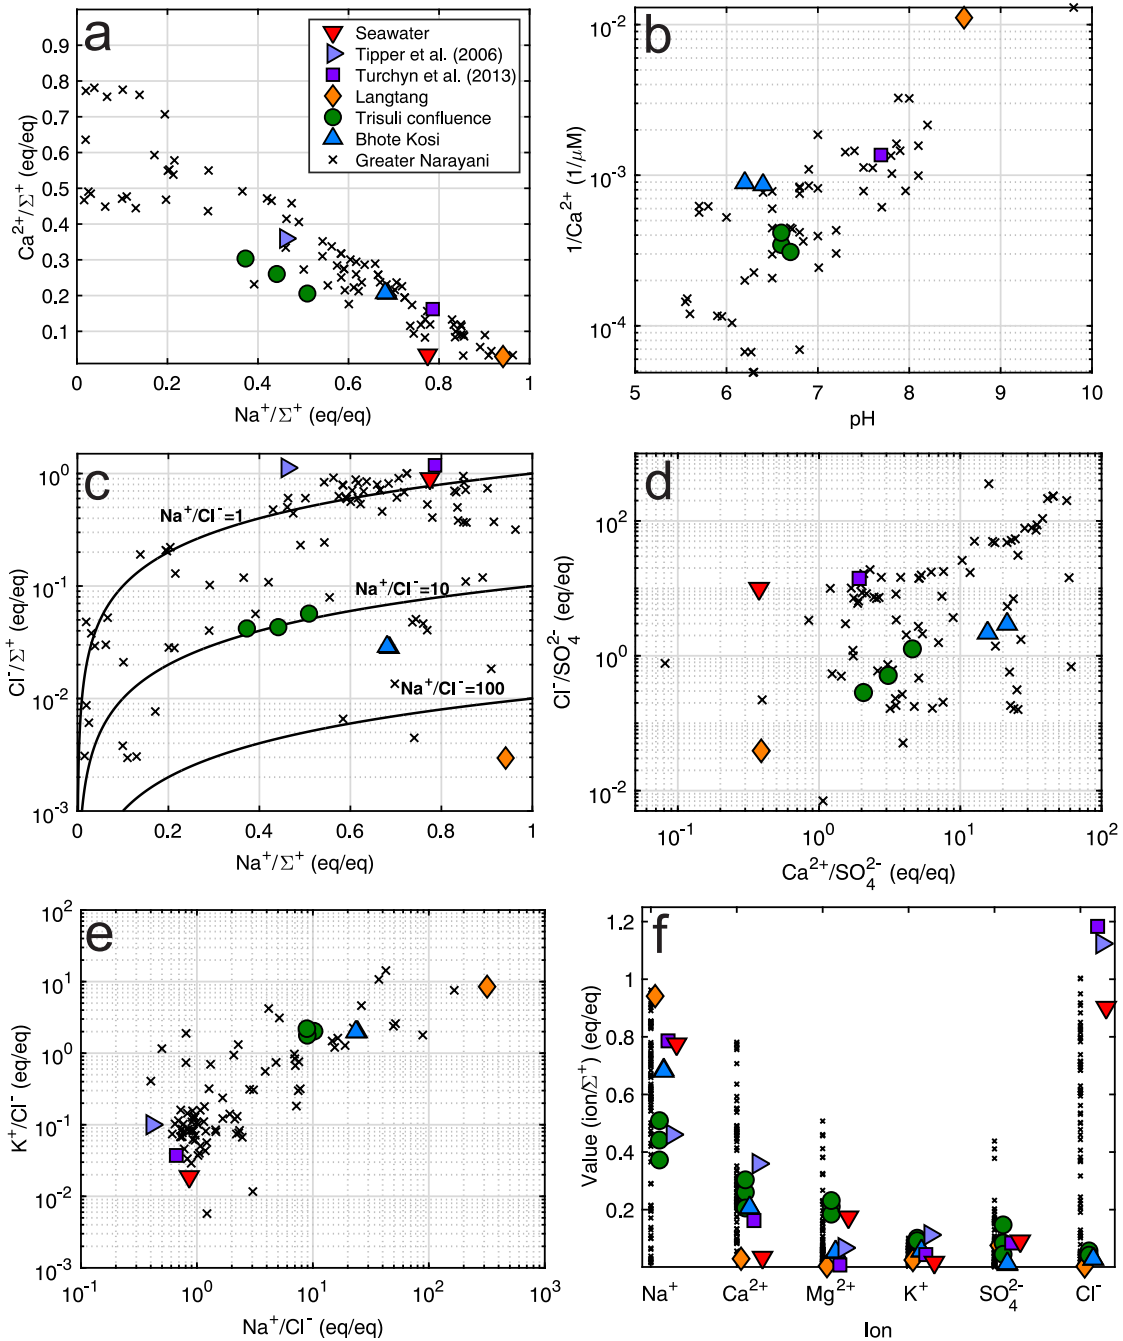 a
Seawater
Tipper et al. (2006)
Turchyn et al. (2013)
Langtang
Trisuli confluence
Bhote Kosi
Greater Narayani
0.9
0.8
0.7
0.6
0.5
0.4
0.3
0.2
0.1
Ca²⁺/Σ⁺ (eq/eq)
0 0.2 0.4 0.6 0.8 1
Na⁺/Σ⁺ (eq/eq)
b
10⁻²
10⁻³
10⁻⁴
1/Ca²⁺ (1/μM)
5 6 7 8 9 10
pH
c
10⁰
10⁻¹
10⁻²
10⁻³
Cl⁻/Σ⁺ (eq/eq)
Na⁺/Cl⁻=1
Na⁺/Cl⁻=10
Na⁺/Cl⁻=100
0 0.2 0.4 0.6 0.8 1
Na⁺/Σ⁺ (eq/eq)
d
10²
10⁰
10⁻²
Cl⁻/SO₄²⁻ (eq/eq)
10⁻¹ 10⁰ 10¹ 10²
Ca²⁺/SO₄²⁻ (eq/eq)
e
10²
10¹
10⁰
10⁻¹
10⁻²
10⁻³
K⁺/Cl⁻ (eq/eq)
10⁻¹ 10⁰ 10¹ 10² 10³
Na⁺/Cl⁻ (eq/eq)
f
1.2
1
0.8
0.6
0.4
0.2
Value (ion/Σ⁺) (eq/eq)
Na⁺ Ca²⁺ Mg²⁺ K⁺ SO₄²⁻ Cl⁻
Ion